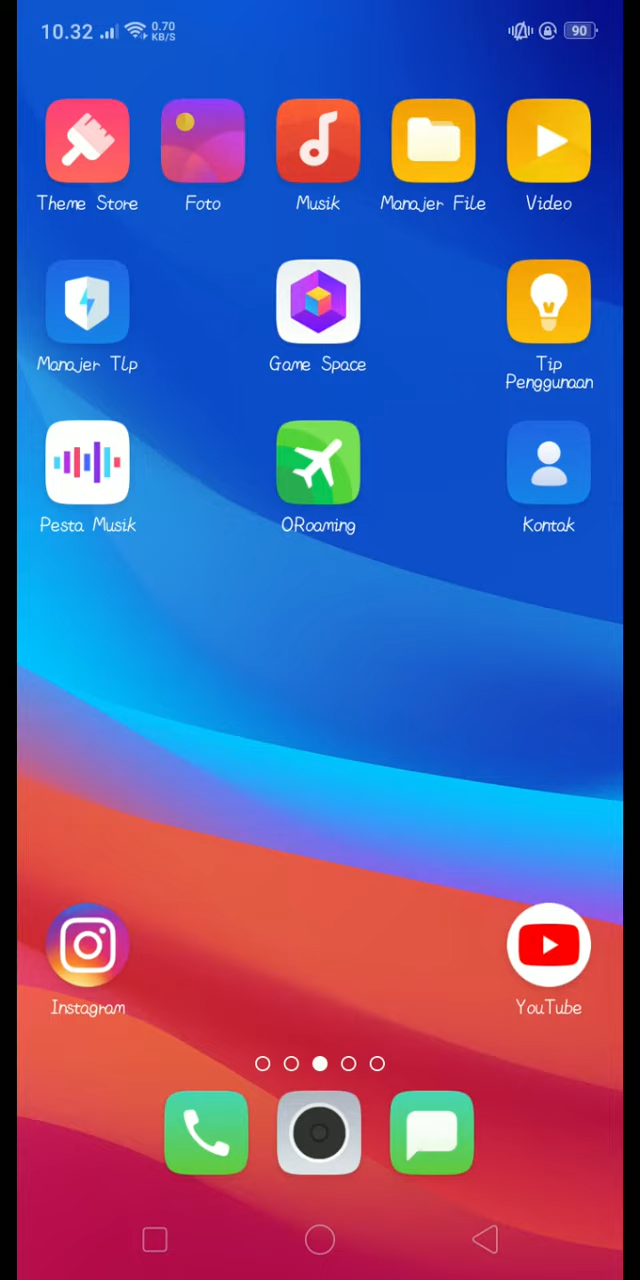 10.32
0.70
KB/S
90
Theme Store
Foto
Musik
Manajer File
Video
Manajer Tlp
Game Space
Tip
Penggunaan
Pesta Musik
ORoaming
Kontak
Instagram
YouTube